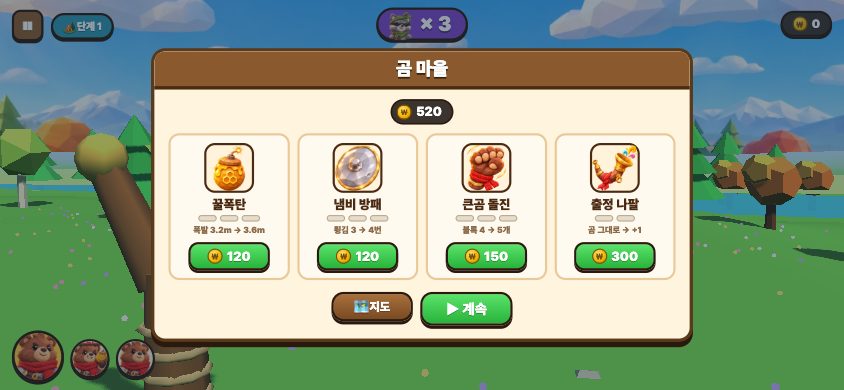 단계 1
× 3
₩ 0
곰 마을
₩ 520
꿀폭탄
폭발 3.2m → 3.6m
₩ 120
냄비 방패
튕김 3 → 4번
₩ 120
큰곰 돌진
블록 4 → 5개
₩ 150
출정 나팔
곰 그대로 → +1
₩ 300
지도
계속